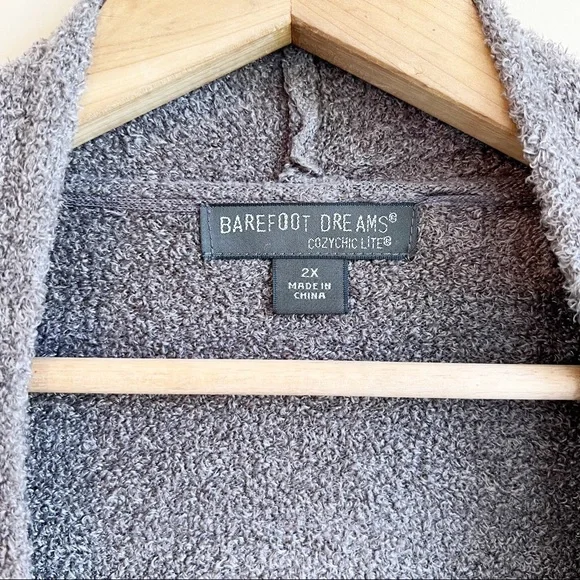 BAREFOOT DREAMS®
COZYCHIC LITE®
2X
MADE IN
CHINA